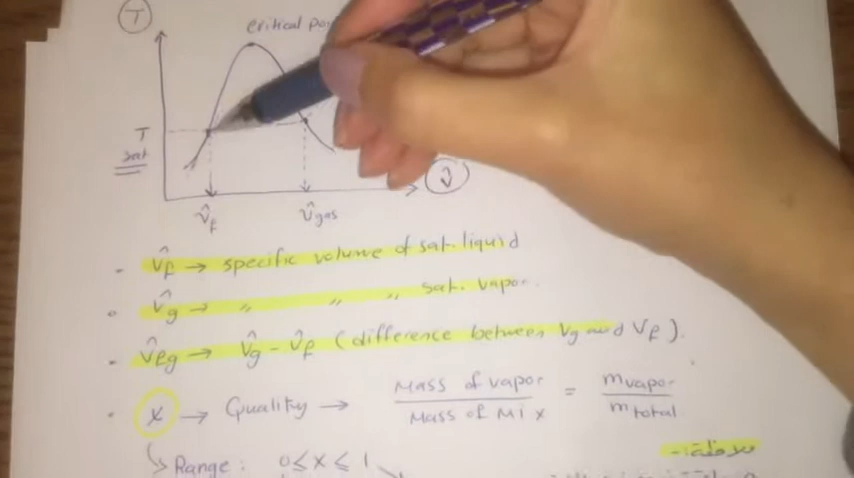 T
critical
T
sat
v̂
v̂f
v̂gas
- v̂f → specific volume of sat. liquid
• v̂g → " " " sat. vapor.
- v̂fg → v̂g - v̂f (difference between vg and vf).
• x → Quality → Mass of vapor / Mass of Mix = mvapor / mtotal
ملاحظة:-
↳ Range: 0≤x≤1